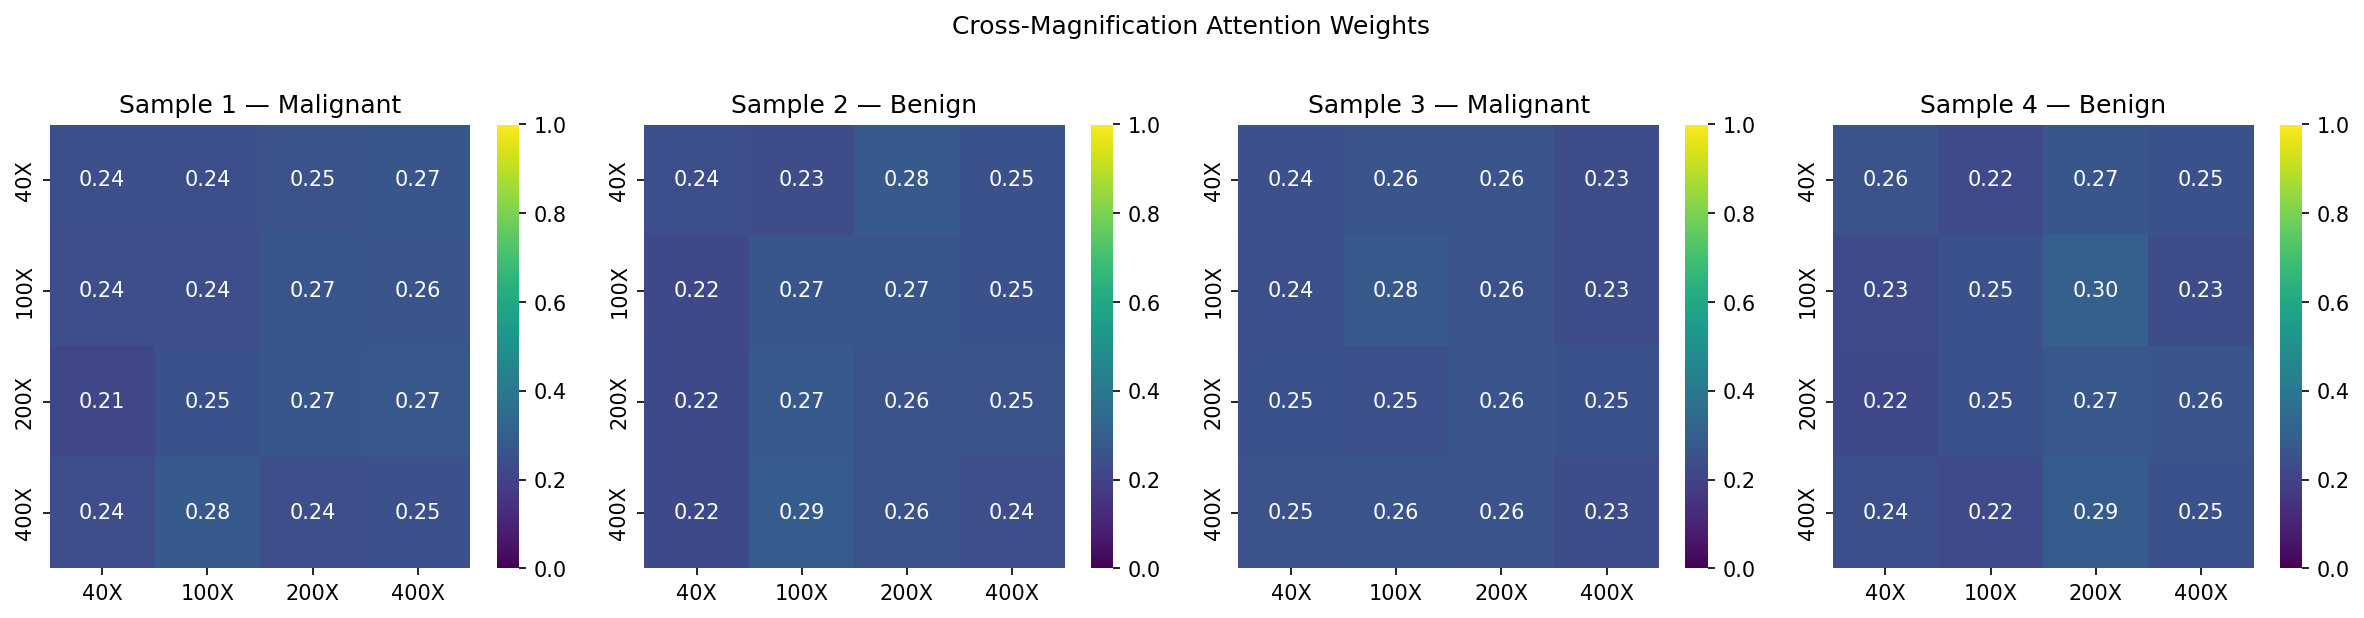 Cross-Magnification Attention Weights
Sample 1 — Malignant
40X 0.24 0.24 0.25 0.27
100X 0.24 0.24 0.27 0.26
200X 0.21 0.25 0.27 0.27
400X 0.24 0.28 0.24 0.25
40X 100X 200X 400X
1.0
0.8
0.6
0.4
0.2
0.0
Sample 2 — Benign
40X 0.24 0.23 0.28 0.25
100X 0.22 0.27 0.27 0.25
200X 0.22 0.27 0.26 0.25
400X 0.22 0.29 0.26 0.24
40X 100X 200X 400X
1.0
0.8
0.6
0.4
0.2
0.0
Sample 3 — Malignant
40X 0.24 0.26 0.26 0.23
100X 0.24 0.28 0.26 0.23
200X 0.25 0.25 0.26 0.25
400X 0.25 0.26 0.26 0.23
40X 100X 200X 400X
1.0
0.8
0.6
0.4
0.2
0.0
Sample 4 — Benign
40X 0.26 0.22 0.27 0.25
100X 0.23 0.25 0.30 0.23
200X 0.22 0.25 0.27 0.26
400X 0.24 0.22 0.29 0.25
40X 100X 200X 400X
1.0
0.8
0.6
0.4
0.2
0.0